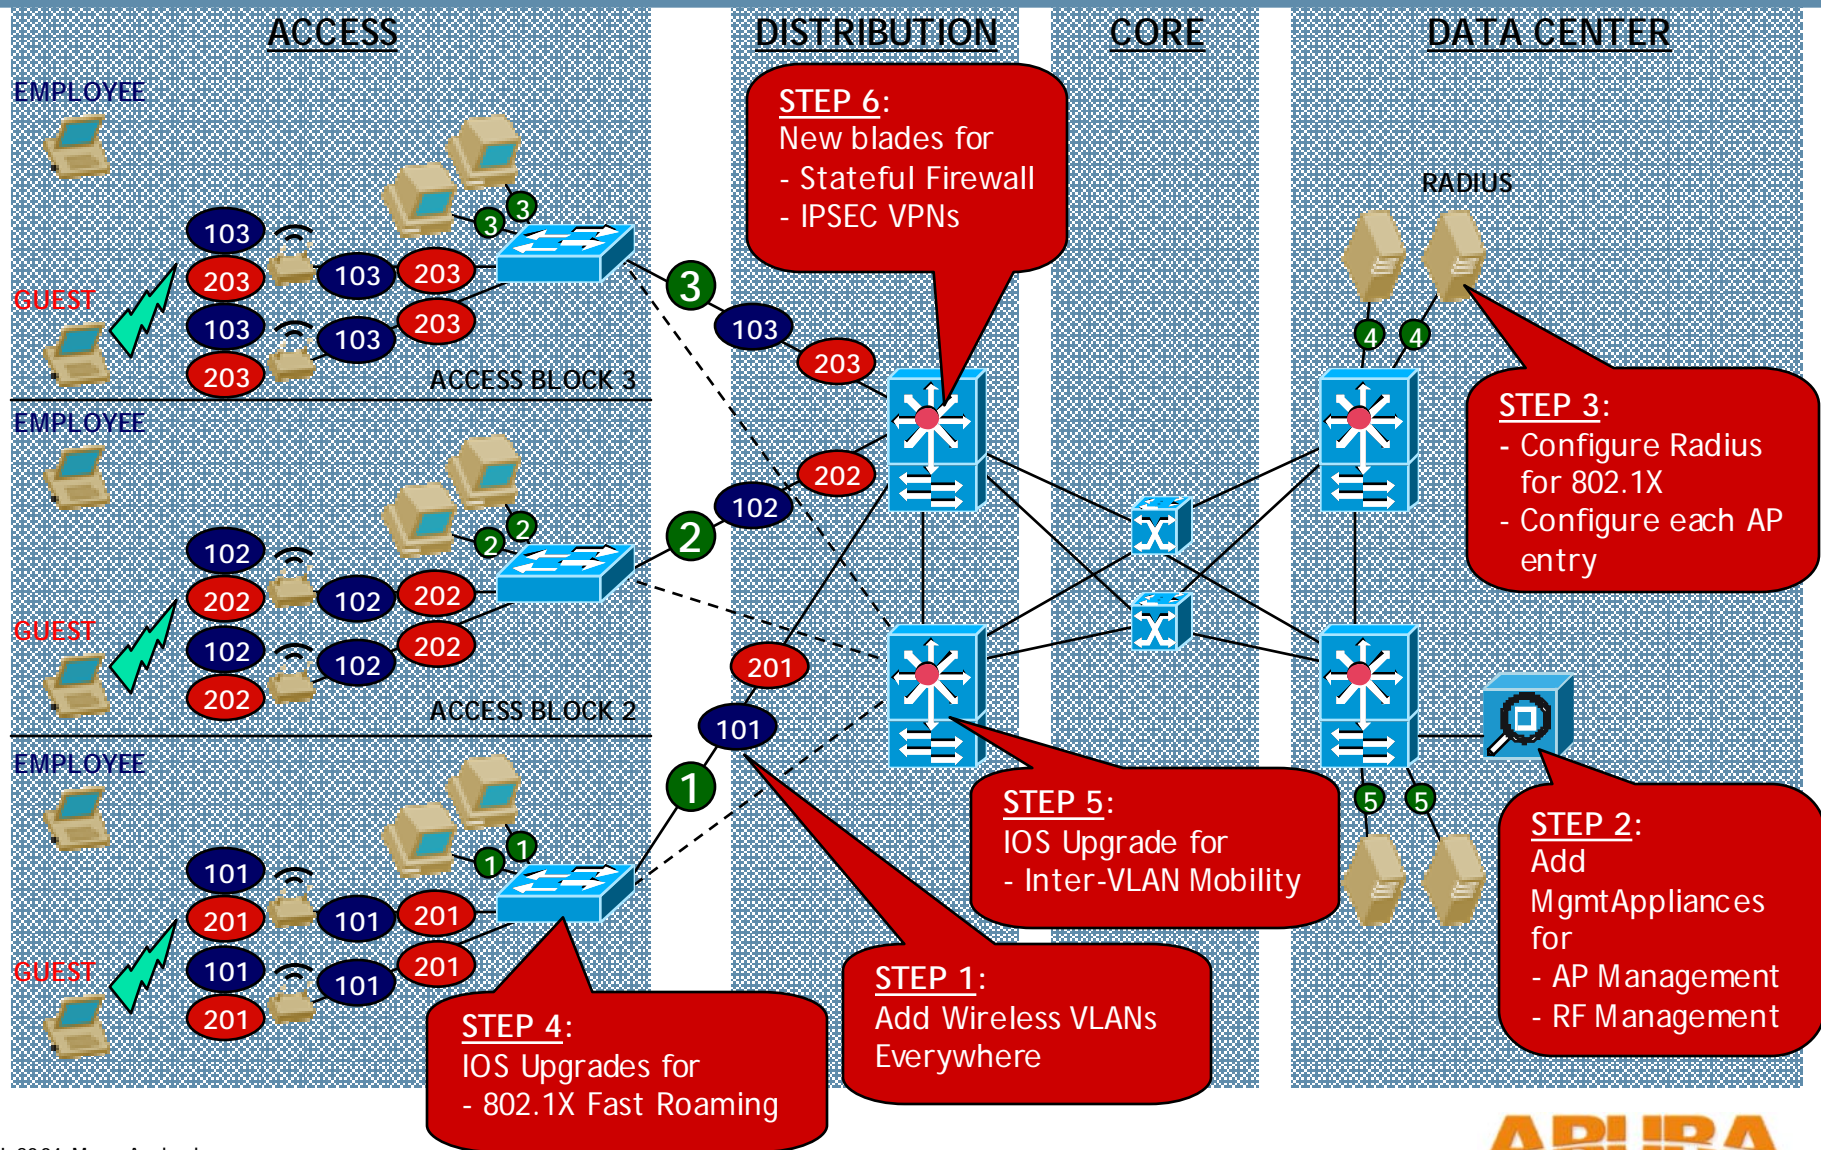 ACCESS
DISTRIBUTION
CORE
DATA CENTER
EMPLOYEE
3
3
103
203
103
203
GUEST
103
203
103
203
ACCESS BLOCK 3
3
103
203
STEP 6:
New blades for
- Stateful Firewall
- IPSEC VPNs
RADIUS
4
4
STEP 3:
- Configure Radius
for 802.1X
- Configure each AP
entry
EMPLOYEE
2
2
102
202
102
202
GUEST
102
202
102
202
ACCESS BLOCK 2
2
102
202
EMPLOYEE
1
1
101
201
101
201
GUEST
101
201
101
201
1
101
201
STEP 4:
IOS Upgrades for
- 802.1X Fast Roaming
STEP 1:
Add Wireless VLANs
Everywhere
STEP 5:
IOS Upgrade for
- Inter-VLAN Mobility
5
5
STEP 2:
Add
MgmtAppliances
for
- AP Management
- RF Management
ARUBA